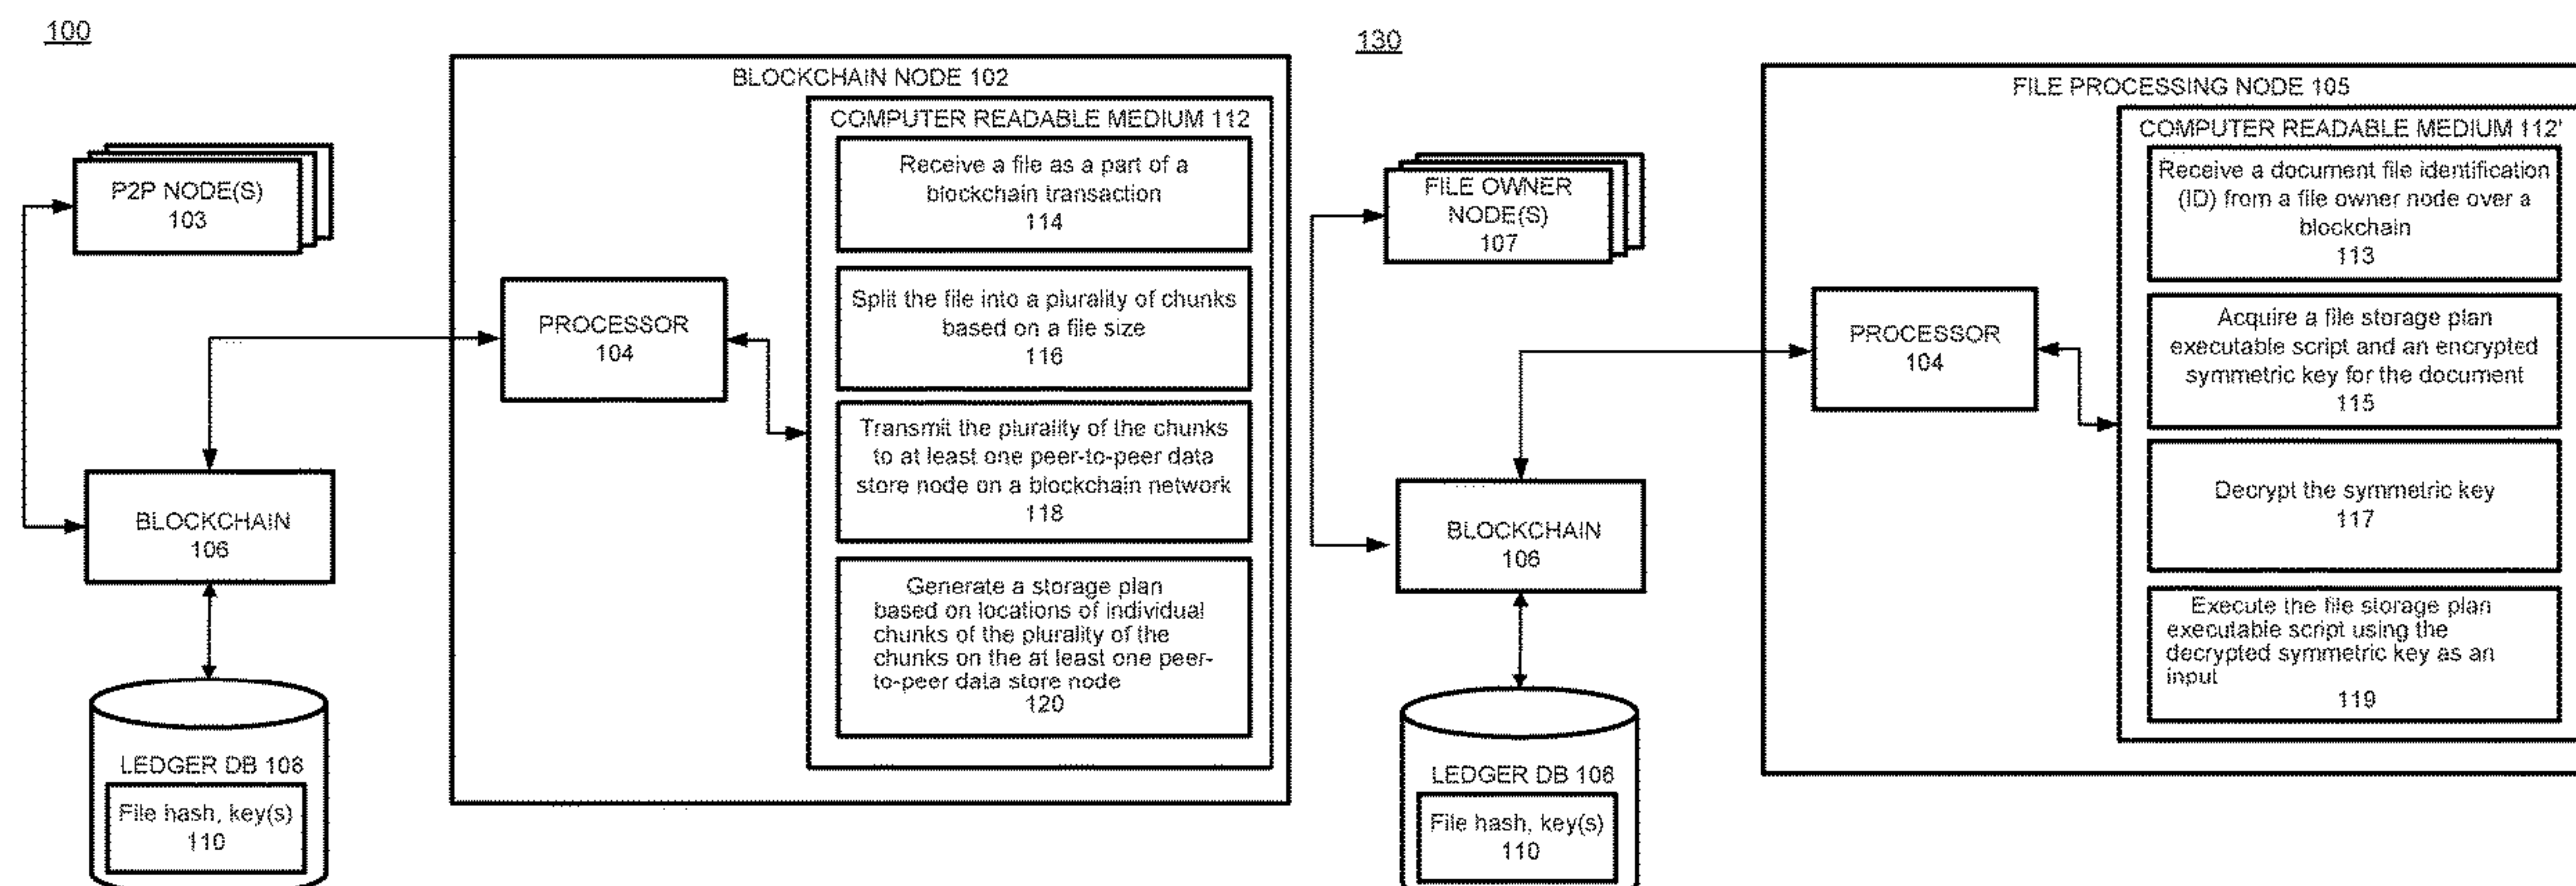 100
BLOCKCHAIN NODE 102
COMPUTER READABLE MEDIUM 112
P2P NODE(S)
103
Receive a file as a part of a
blockchain transaction
114
PROCESSOR
104
Split the file into a plurality of chunks
based on a file size
116
Transmit the plurality of the chunks
to at least one peer-to-peer data
store node on a blockchain network
118
BLOCKCHAIN
106
Generate a storage plan
based on locations of individual
chunks of the plurality of the
chunks on the at least one peer-
to-peer data store node
120
LEDGER DB 108
File hash, key(s)
110
130
FILE PROCESSING NODE 105
COMPUTER READABLE MEDIUM 112'
FILE OWNER
NODE(S)
107
Receive a document file identification
(ID) from a file owner node over a
blockchain
113
PROCESSOR
104
Acquire a file storage plan
executable script and an encrypted
symmetric key for the document
115
Decrypt the symmetric key
117
BLOCKCHAIN
106
Execute the file storage plan
executable script using the
decrypted symmetric key as an
input
119
LEDGER DB 108
File hash, key(s)
110